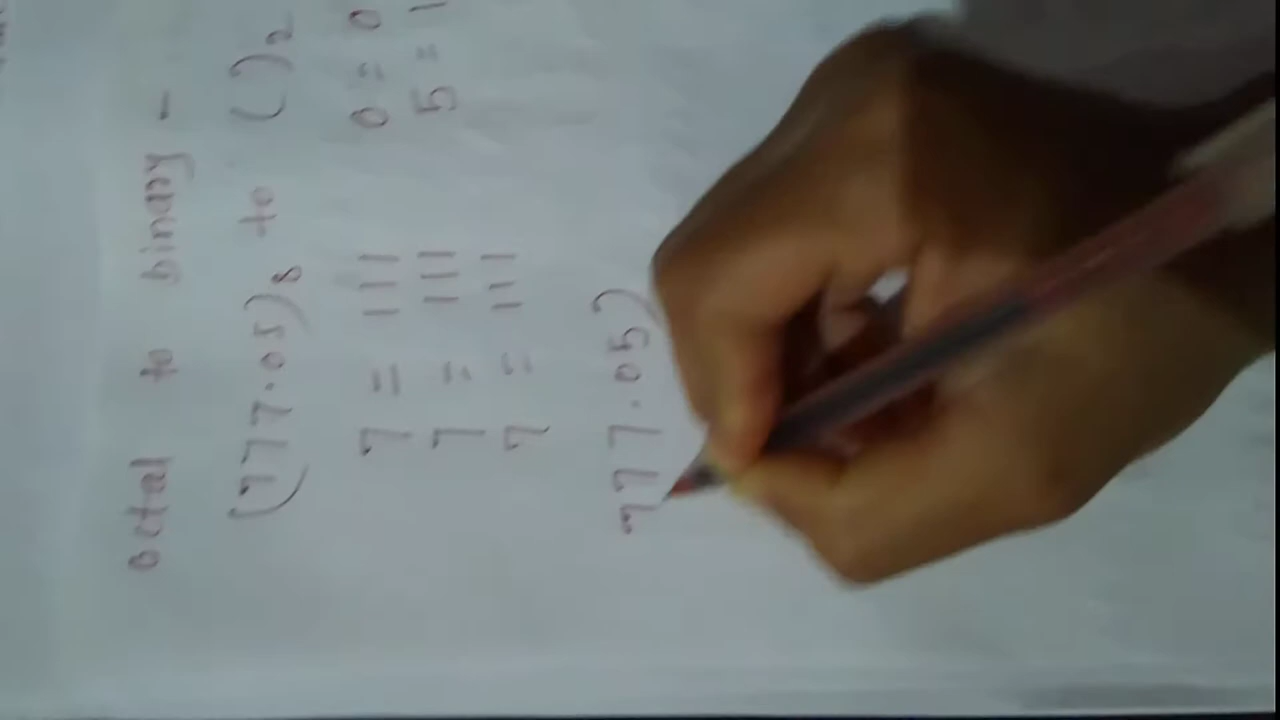 octal to binary -
(777.05)8 to ( )2
7 = 111 0 = 0
7 = 111 5 = 1
7 = 111
777.05)